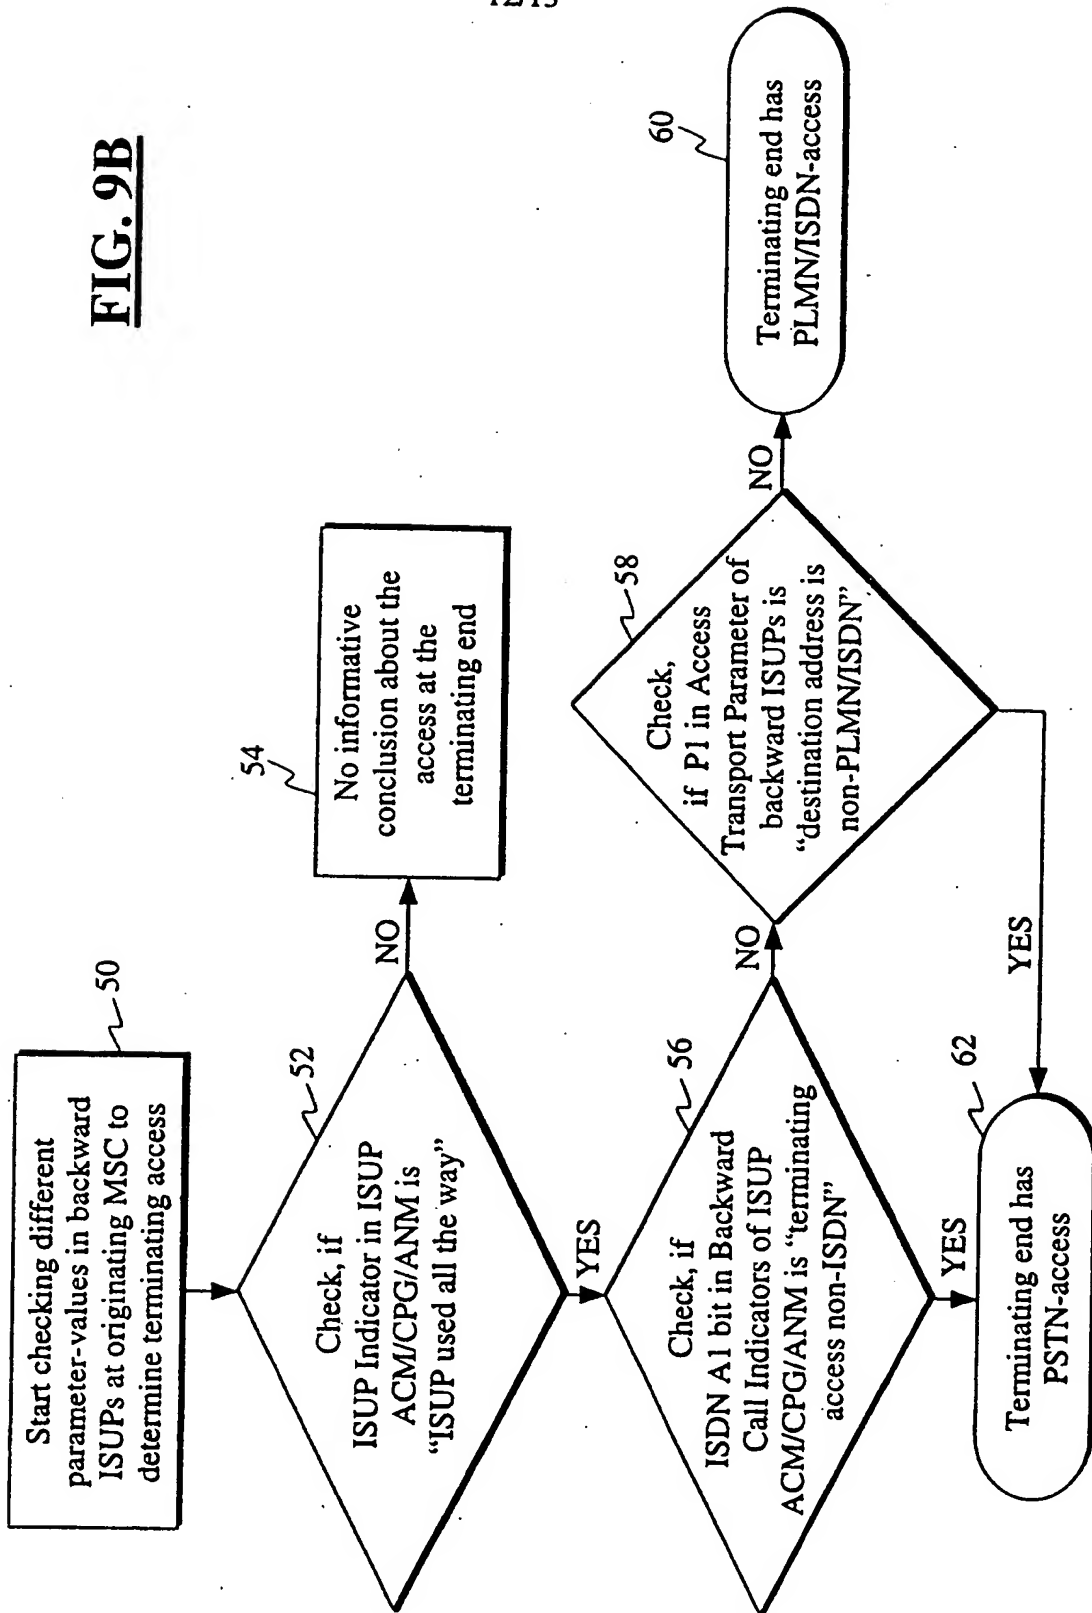 FIG. 9B
50
Start checking different
parameter-values in backward
ISUPs at originating MSC to
determine terminating access
52
Check, if
ISUP Indicator in ISUP
ACM/CPG/ANM is
“ISUP used all the way”
NO
54
No informative
conclusion about the
access at the
terminating end
YES
56
Check, if
ISDN A1 bit in Backward
Call Indicators of ISUP
ACM/CPG/ANM is “terminating
access non-ISDN”
NO
58
Check,
if P1 in Access
Transport Parameter of
backward ISUPs is
“destination address is
non-PLMN/ISDN”
NO
60
Terminating end has
PLMN/ISDN-access
YES
YES
62
Terminating end has
PSTN-access